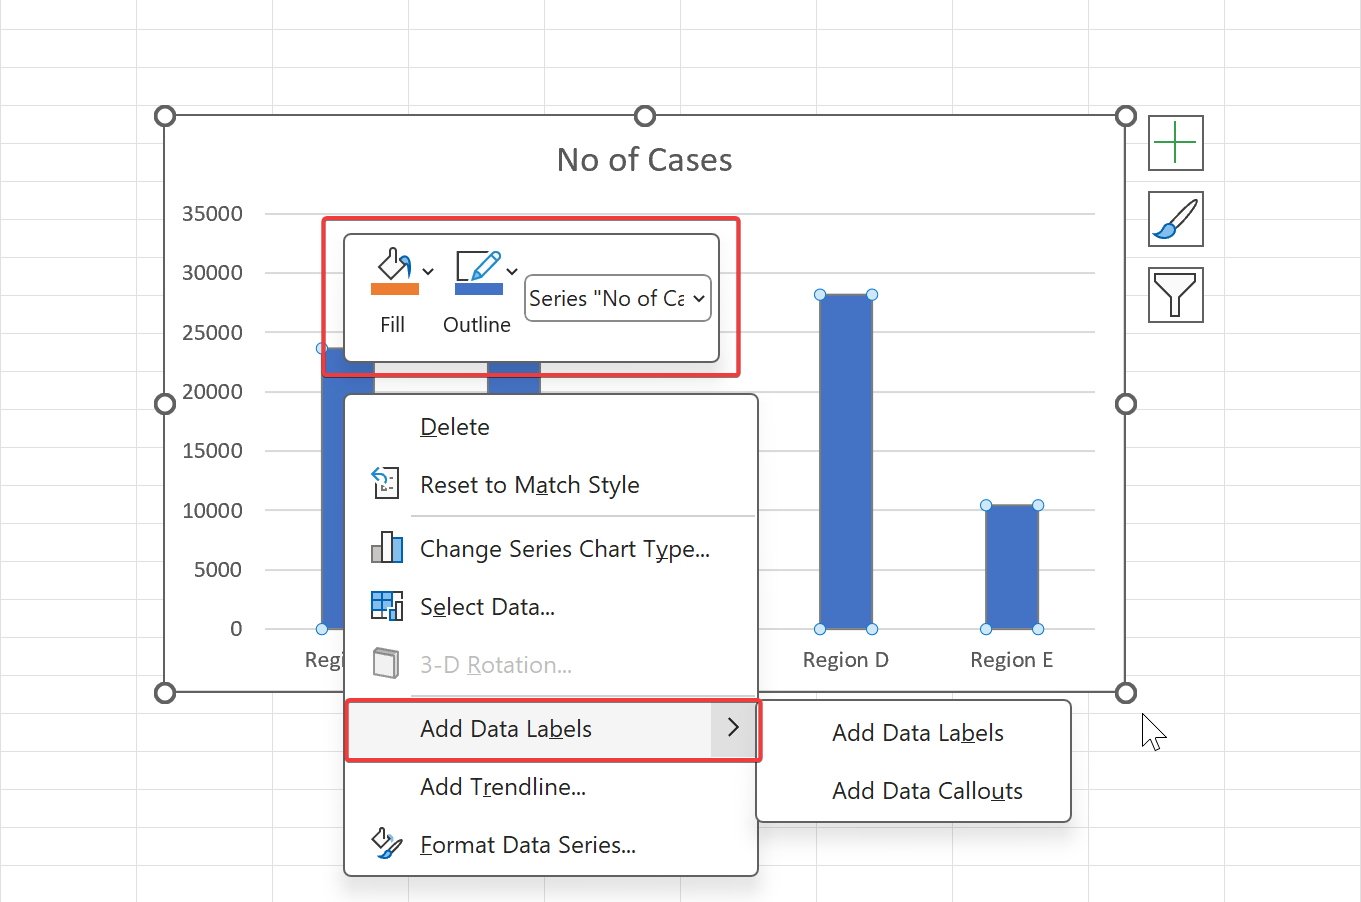 No of Cases
35000
30000
25000
20000
15000
10000
5000
0
Fill
Outline
Series "No of Ca
Delete
Reset to Match Style
Change Series Chart Type...
Select Data...
3-D Rotation...
Add Data Labels
Add Trendline...
Format Data Series...
Add Data Labels
Add Data Callouts
Regi
Region D
Region E